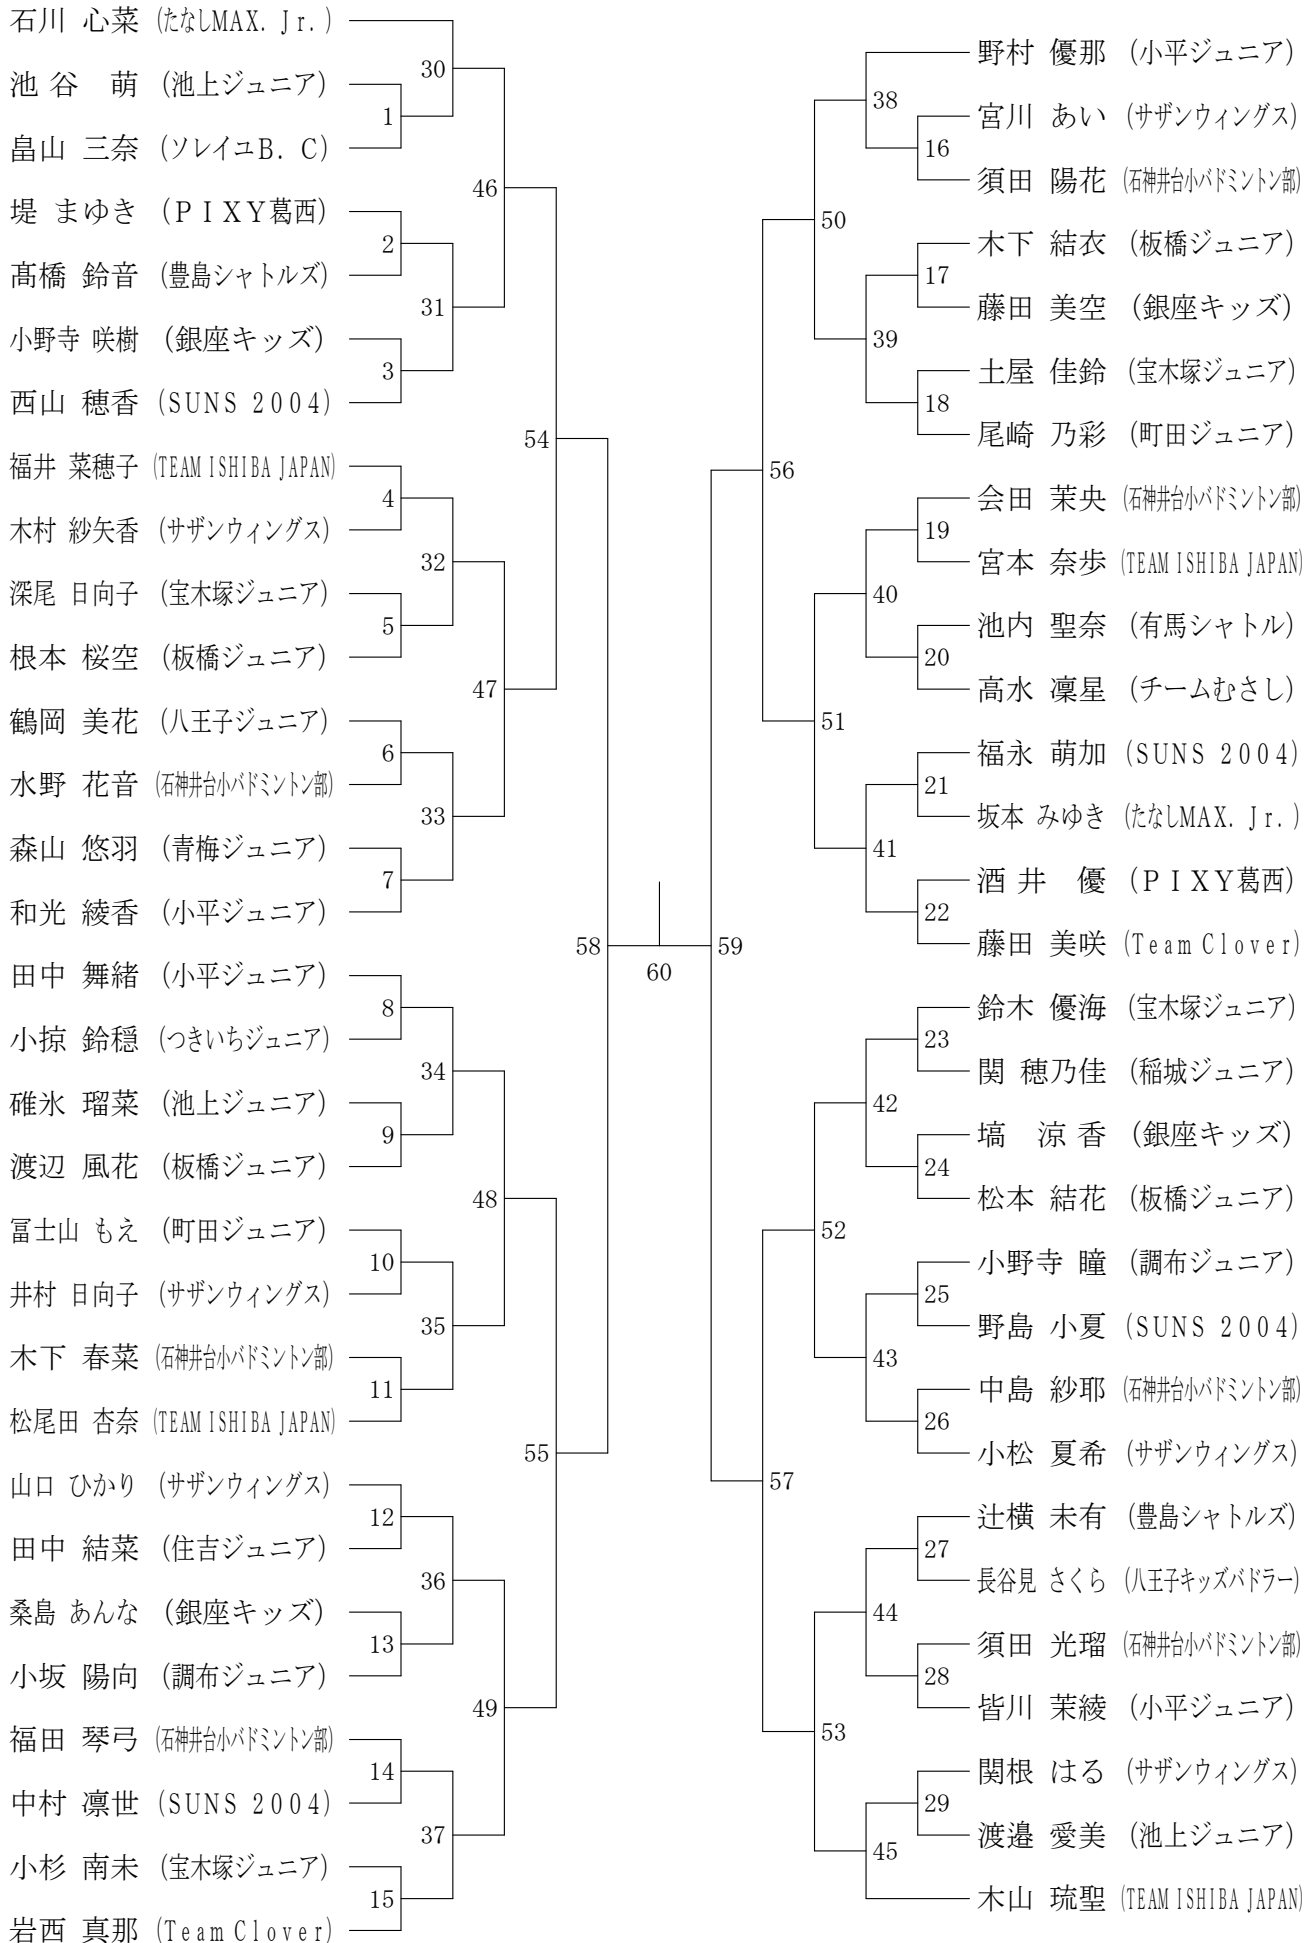 石川 心菜 (たなしMAX. Jr.)
池谷 萌 (池上ジュニア)
畠山 三奈 (ソレイユB. C)
堤 まゆき (PIXY葛西)
髙橋 鈴音 (豊島シャトルズ)
小野寺 咲樹 (銀座キッズ)
西山 穂香 (SUNS 2004)
福井 菜穂子 (TEAM ISHIBA JAPAN)
木村 紗矢香 (サザンウィングス)
深尾 日向子 (宝木塚ジュニア)
根本 桜空 (板橋ジュニア)
鶴岡 美花 (八王子ジュニア)
水野 花音 (石神井台小バドミントン部)
森山 悠羽 (青梅ジュニア)
和光 綾香 (小平ジュニア)
田中 舞緒 (小平ジュニア)
小掠 鈴穏 (つきいちジュニア)
碓氷 瑠菜 (池上ジュニア)
渡辺 風花 (板橋ジュニア)
冨士山 もえ (町田ジュニア)
井村 日向子 (サザンウィングス)
木下 春菜 (石神井台小バドミントン部)
松尾田 杏奈 (TEAM ISHIBA JAPAN)
山口 ひかり (サザンウィングス)
田中 結菜 (住吉ジュニア)
桑島 あんな (銀座キッズ)
小坂 陽向 (調布ジュニア)
福田 琴弓 (石神井台小バドミントン部)
中村 凛世 (SUNS 2004)
小杉 南未 (宝木塚ジュニア)
岩西 真那 (Team Clover)
1
2
3
4
5
6
7
8
9
10
11
12
13
14
15
30
31
32
33
34
35
36
37
46
47
48
49
54
55
58
60
59
56
57
50
51
52
53
38
39
40
41
42
43
44
45
16
17
18
19
20
21
22
23
24
25
26
27
28
29
野村 優那 (小平ジュニア)
宮川 あい (サザンウィングス)
須田 陽花 (石神井台小バドミントン部)
木下 結衣 (板橋ジュニア)
藤田 美空 (銀座キッズ)
土屋 佳鈴 (宝木塚ジュニア)
尾崎 乃彩 (町田ジュニア)
会田 茉央 (石神井台小バドミントン部)
宮本 奈歩 (TEAM ISHIBA JAPAN)
池内 聖奈 (有馬シャトル)
高水 凜星 (チームむさし)
福永 萌加 (SUNS 2004)
坂本 みゆき (たなしMAX. Jr.)
酒井 優 (PIXY葛西)
藤田 美咲 (Team Clover)
鈴木 優海 (宝木塚ジュニア)
関 穂乃佳 (稲城ジュニア)
塙 涼香 (銀座キッズ)
松本 結花 (板橋ジュニア)
小野寺 瞳 (調布ジュニア)
野島 小夏 (SUNS 2004)
中島 紗耶 (石神井台小バドミントン部)
小松 夏希 (サザンウィングス)
辻横 未有 (豊島シャトルズ)
長谷見 さくら (八王子キッズバドラー)
須田 光瑠 (石神井台小バドミントン部)
皆川 茉綾 (小平ジュニア)
関根 はる (サザンウィングス)
渡邉 愛美 (池上ジュニア)
木山 琉聖 (TEAM ISHIBA JAPAN)